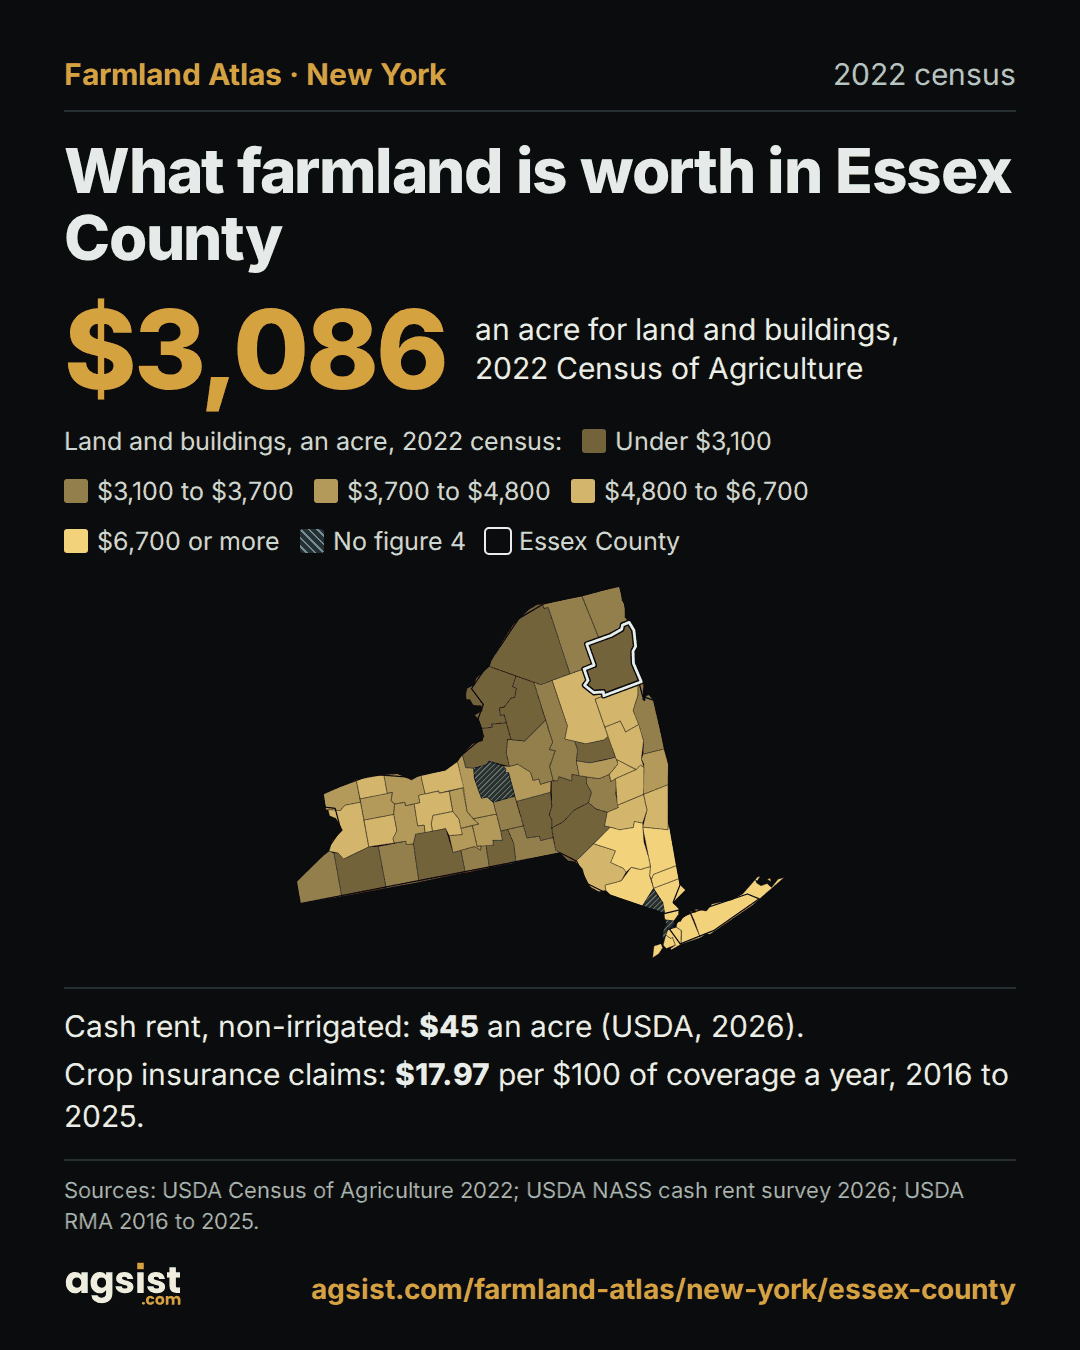 Farmland Atlas · New York
2022 census
What farmland is worth in Essex
County
$3,086
an acre for land and buildings,
2022 Census of Agriculture
Land and buildings, an acre, 2022 census: Under $3,100
$3,100 to $3,700 $3,700 to $4,800 $4,800 to $6,700
$6,700 or more No figure 4 Essex County
Cash rent, non-irrigated: $45 an acre (USDA, 2026).
Crop insurance claims: $17.97 per $100 of coverage a year, 2016 to
2025.
Sources: USDA Census of Agriculture 2022; USDA NASS cash rent survey 2026; USDA
RMA 2016 to 2025.
agsist
.com
agsist.com/farmland-atlas/new-york/essex-county